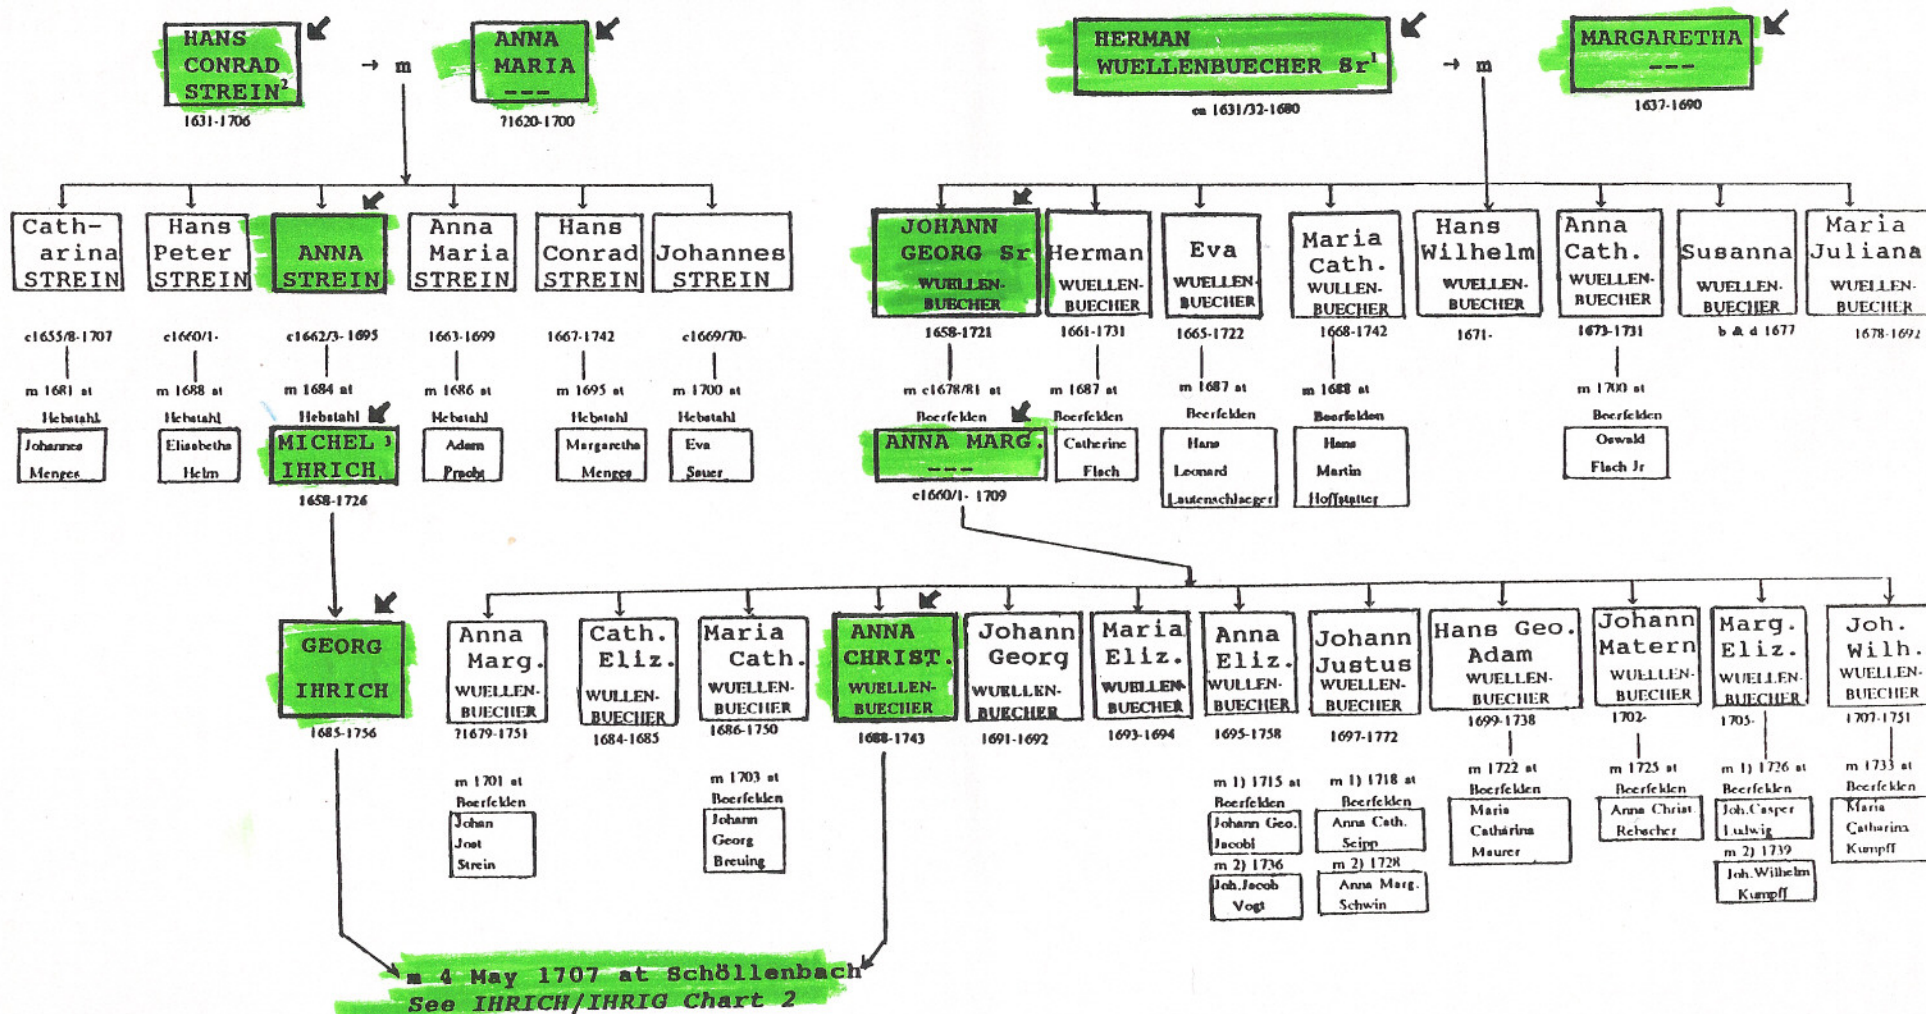 HANS
CONRAD
STREIN²
→ m
ANNA
MARIA
---
1631-1706
?1620-1700
HERMAN
WUELLENBUECHER Sr¹
→ m
MARGARETHA
---
ca 1631/32-1680
1637-1690
Cath-
arina
STREIN
c1655/8-1707
m 1681 at
Hebstahl
Johannes
Menges
Hans
Peter
STREIN
c1660/1-
m 1688 at
Hebstahl
Elisabetha
Helm
ANNA
STREIN
c1662/3-1695
m 1684 at
Hebstahl
MICHEL ³
IHRICH
1658-1726
Anna
Maria
STREIN
1663-1699
m 1686 at
Hebstahl
Adam
Hans
Conrad
STREIN
1667-1742
m 1695 at
Hebstahl
Margaretha
Menges
Johannes
STREIN
c1669/70-
m 1700 at
Hebstahl
Eva
Sauer
JOHANN
GEORG Sr
WUELLEN-
BUECHER
1658-1721
m c1678/81 at
Beerfelden
ANNA MARG.
---
c1660/1- 1709
Herman
WUELLEN-
BUECHER
1661-1731
m 1687 at
Beerfelden
Catherine
Flach
Eva
WUELLEN-
BUECHER
1665-1722
m 1687 at
Beerfelden
Hans
Leonard
Lautenschlaeger
Maria
Cath.
WULLEN-
BUECHER
1668-1742
m 1688 at
Beerfelden
Hans
Martin
Hoffstatter
Hans
Wilhelm
WUELLEN-
BUECHER
1671-
Anna
Cath.
WUELLEN-
BUECHER
1673-1731
m 1700 at
Beerfelden
Oswald
Flach Jr
Susanna
WUELLEN-
BUECHER
b & d 1677
Maria
Juliana
WUELLEN-
BUECHER
1678-1692
GEORG
IHRICH
1685-1756
Anna
Marg.
WUELLEN-
BUECHER
?1679-1751
m 1701 at
Beerfelden
Johan
Jost
Strein
Cath.
Eliz.
WULLEN-
BUECHER
1684-1685
Maria
Cath.
WUELLEN-
BUECHER
1686-1750
m 1703 at
Beerfelden
Johann
Georg
Breuing
ANNA
CHRIST.
WUELLEN-
BUECHER
1688-1743
Johann
Georg
WUELLEN-
BUECHER
1691-1692
Maria
Eliz.
WUELLEN-
BUECHER
1693-1694
Anna
Eliz.
WULLEN-
BUECHER
1695-1758
m 1) 1715 at
Beerfelden
Johann Geo.
Jacobi
m 2) 1736
Joh.Jacob
Vogt
Johann
Justus
WUELLEN-
BUECHER
1697-1772
m 1) 1718 at
Beerfelden
Anna Cath.
Seipp
m 2) 1728
Anna Marg.
Schwin
Hans Geo.
Adam
WUELLEN-
BUECHER
1699-1738
m 1722 at
Beerfelden
Maria
Catharina
Maurer
Johann
Matern
WUELLEN-
BUECHER
1702-
m 1725 at
Beerfelden
Anna Christ
Rebscher
Marg.
Eliz.
WUELLEN-
BUECHER
1705-
m 1) 1726 at
Beerfelden
Joh.Casper
Ludwig
m 2) 1739
Joh.Wilhelm
Kumpff
Joh.
Wilh.
WUELLEN-
BUECHER
1707-1751
m 1733 at
Beerfelden
Maria
Catharina
Kumpff
m 4 May 1707 at Schöllenbach
See IHRICH/IHRIG Chart 2